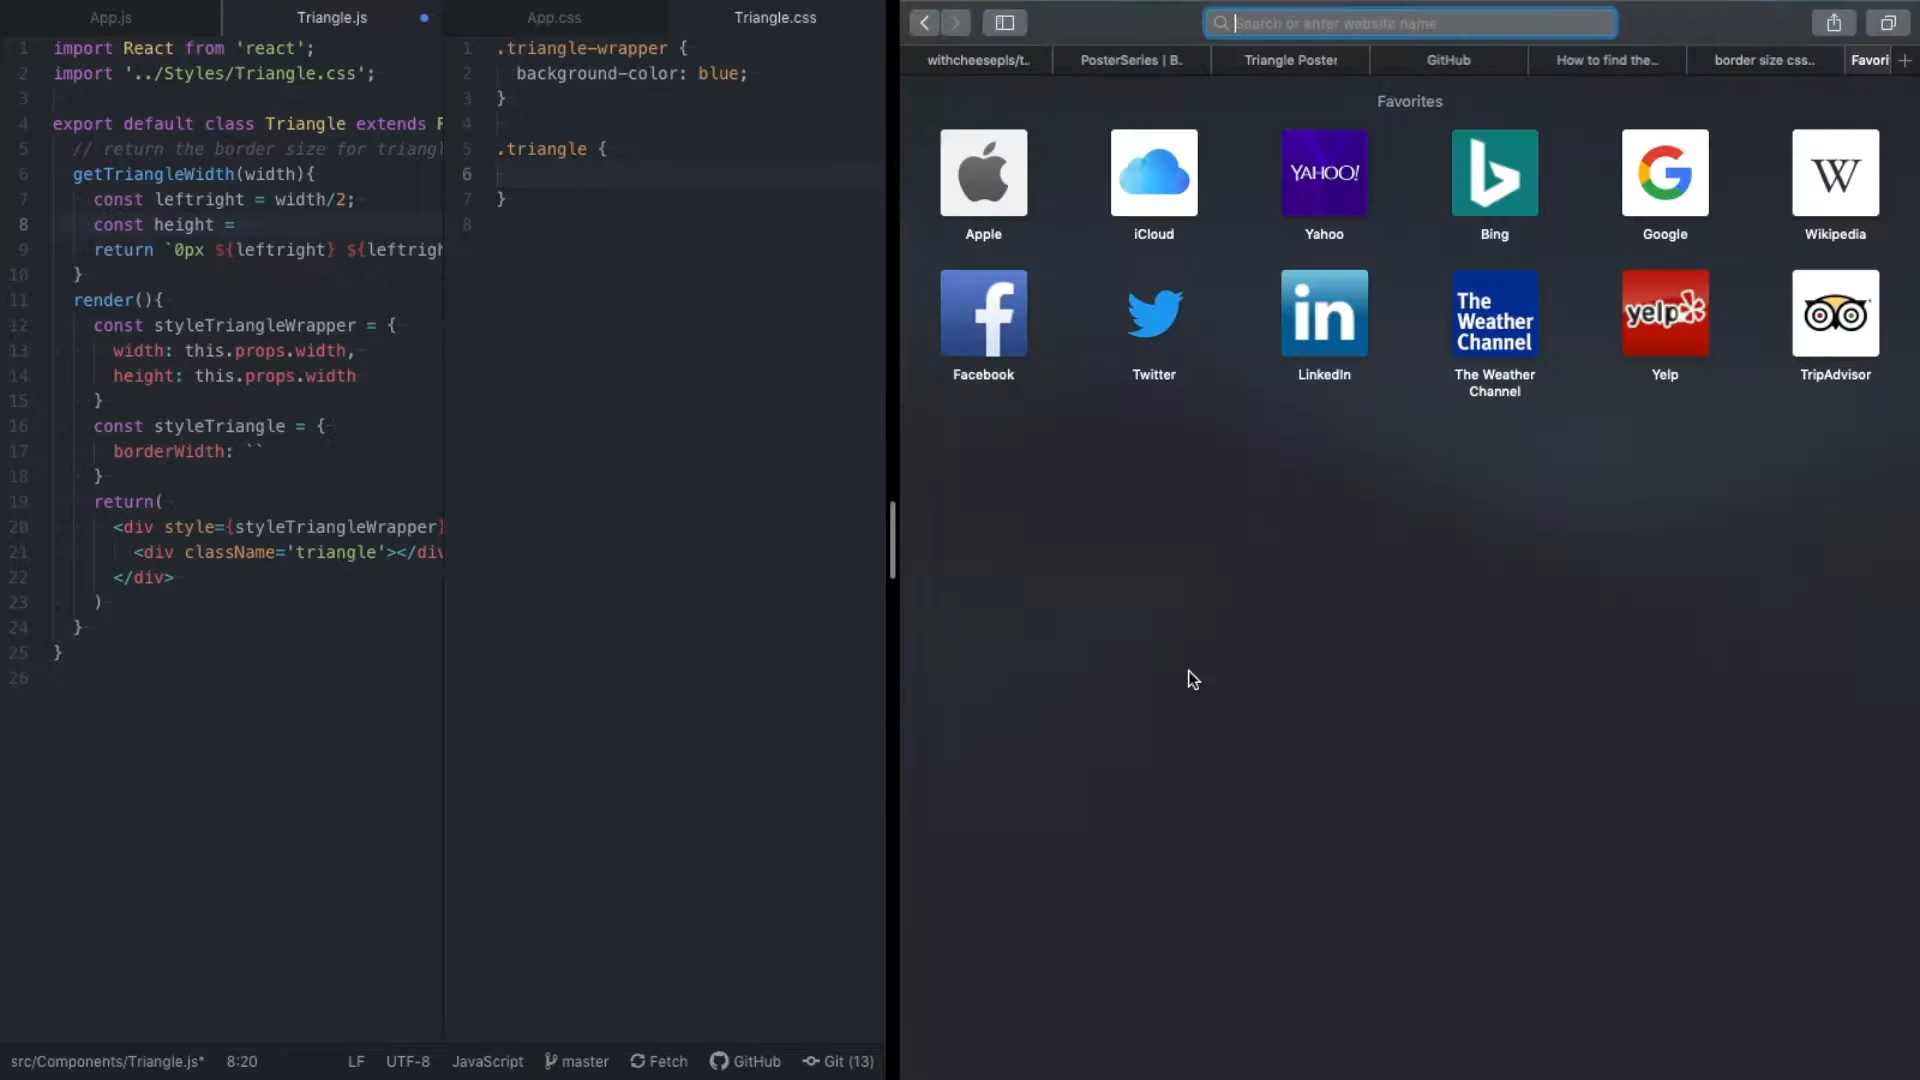 App.js
Triangle.js
App.css
Triangle.css
1 import React from 'react';
2 import '../Styles/Triangle.css';
3
4 export default class Triangle extends
5 // return the border size for triang
6 getTriangleWidth(width){
7 const leftright = width/2;
8 const height =
9 return `0px ${leftright} ${leftrigh
10 }
11 render(){
12 const styleTriangleWrapper = {
13 width: this.props.width,
14 height: this.props.width
15 }
16 const styleTriangle = {
17 borderWidth: ``
18 }
19 return(
20 <div style={styleTriangleWrapper}
21 <div className='triangle'></div
22 </div>
23 )
24 }
25 }
26
1 .triangle-wrapper {
2 background-color: blue;
3 }
4
5 .triangle {
6
7 }
8
src/Components/Triangle.js* 8:20 LF UTF-8 JavaScript master Fetch GitHub Git (13)
Search or enter website name
withcheesepls/t..
PosterSeries | B..
Triangle Poster
GitHub
How to find the...
border size css...
Favori
Favorites
YAHOO!
W
Apple
iCloud
Yahoo
Bing
Google
Wikipedia
in
The
Weather
Channel
yelp
Facebook
Twitter
LinkedIn
The Weather
Channel
Yelp
TripAdvisor